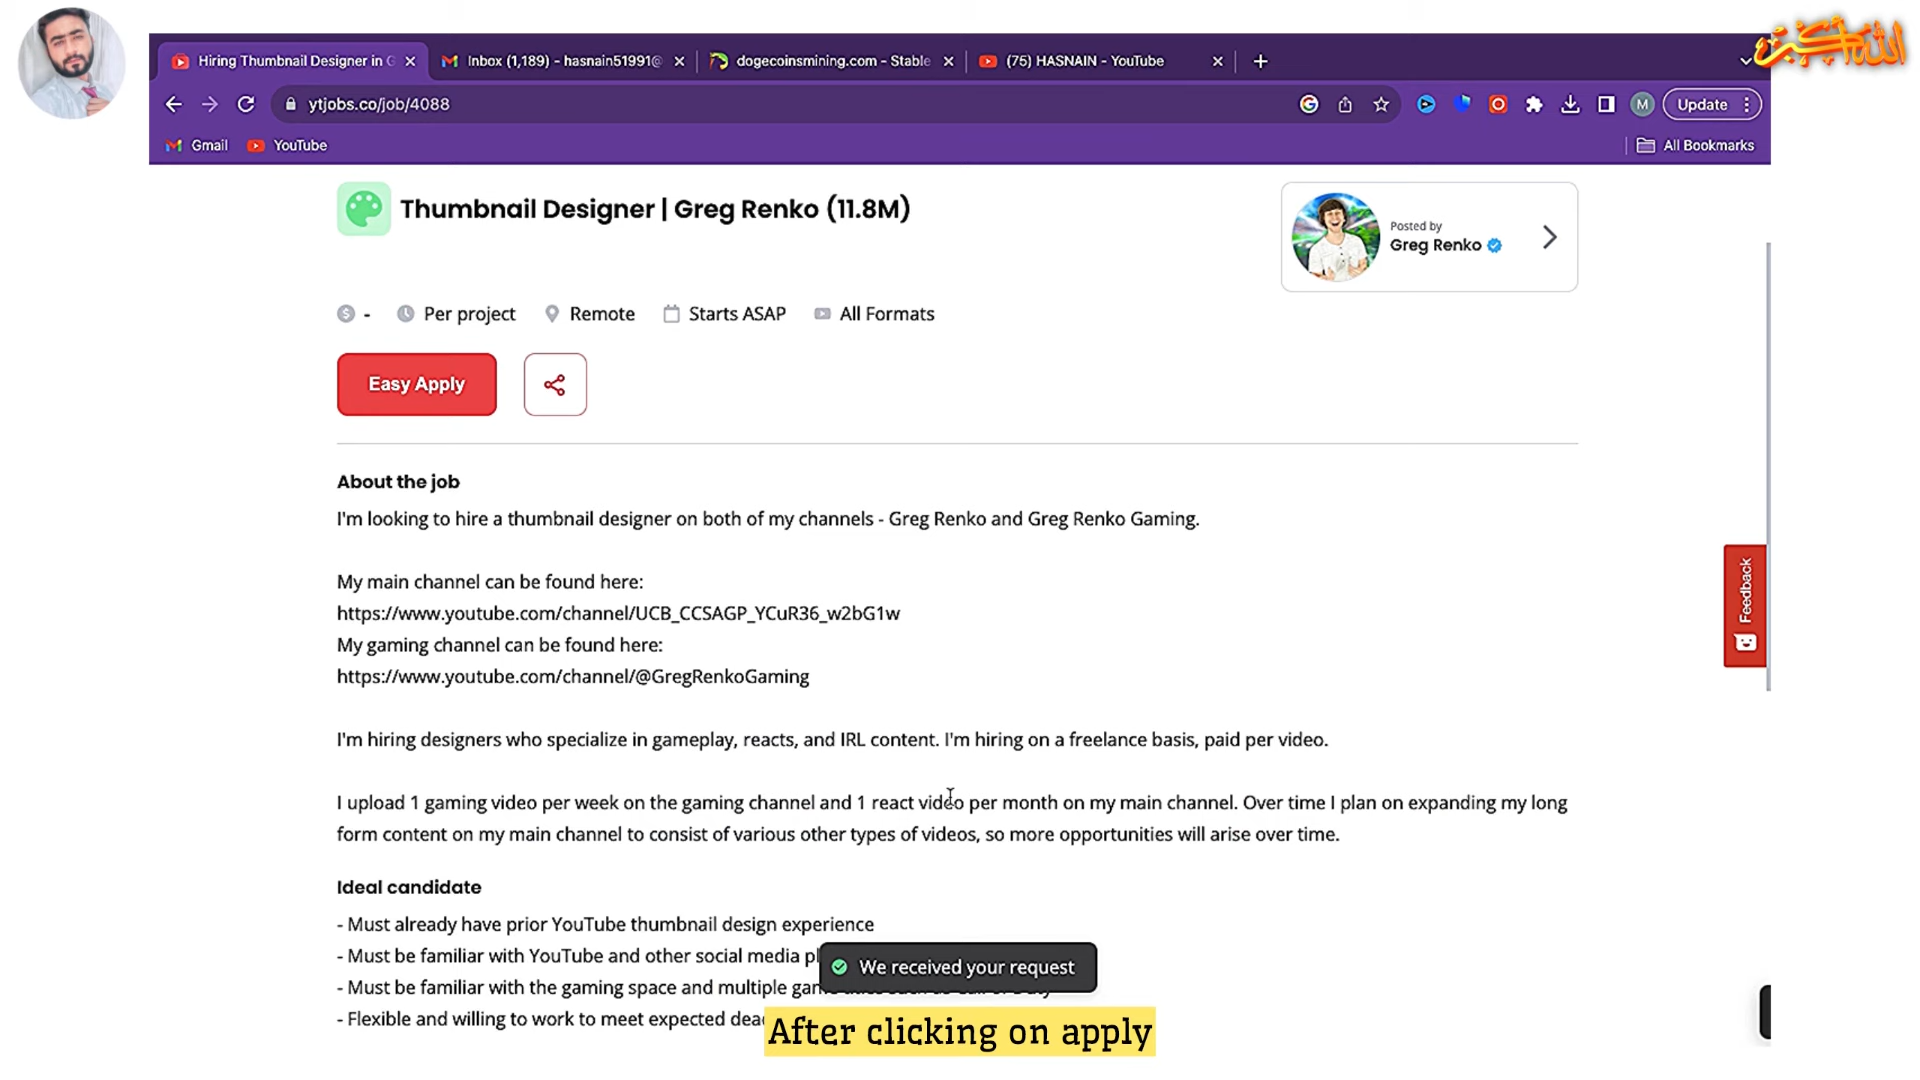 Hiring Thumbnail Designer in G
Inbox (1,189) - hasnain51991@
dogecoinsmining.com - Stable
(75) HASNAIN - YouTube
الله أكبر
ytjobs.co/job/4088
M
Update
Gmail
YouTube
All Bookmarks
Thumbnail Designer | Greg Renko (11.8M)
Posted by
Greg Renko
-
Per project
Remote
Starts ASAP
All Formats
Easy Apply
About the job
I'm looking to hire a thumbnail designer on both of my channels - Greg Renko and Greg Renko Gaming.
My main channel can be found here:
https://www.youtube.com/channel/UCB_CCSAGP_YCuR36_w2bG1w
My gaming channel can be found here:
https://www.youtube.com/channel/@GregRenkoGaming
Feedback
I'm hiring designers who specialize in gameplay, reacts, and IRL content. I'm hiring on a freelance basis, paid per video.
I upload 1 gaming video per week on the gaming channel and 1 react video per month on my main channel. Over time I plan on expanding my long
form content on my main channel to consist of various other types of videos, so more opportunities will arise over time.
Ideal candidate
- Must already have prior YouTube thumbnail design experience
- Must be familiar with YouTube and other social media pl
We received your request
- Must be familiar with the gaming space and multiple gam
- Flexible and willing to work to meet expected dea
After clicking on apply